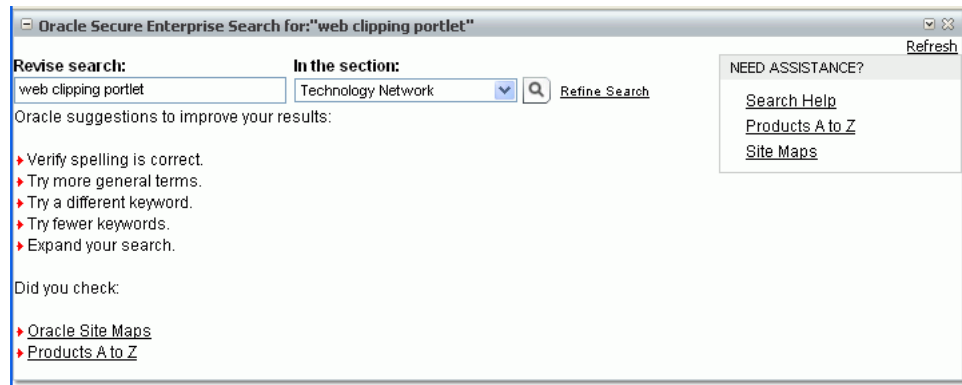 Oracle Secure Enterprise Search for:"web clipping portlet"
Refresh
Revise search:
In the section:
web clipping portlet
Technology Network
Refine Search
Oracle suggestions to improve your results:
Verify spelling is correct.
Try more general terms.
Try a different keyword.
Try fewer keywords.
Expand your search.
Did you check:
Oracle Site Maps
Products A to Z
NEED ASSISTANCE?
Search Help
Products A to Z
Site Maps